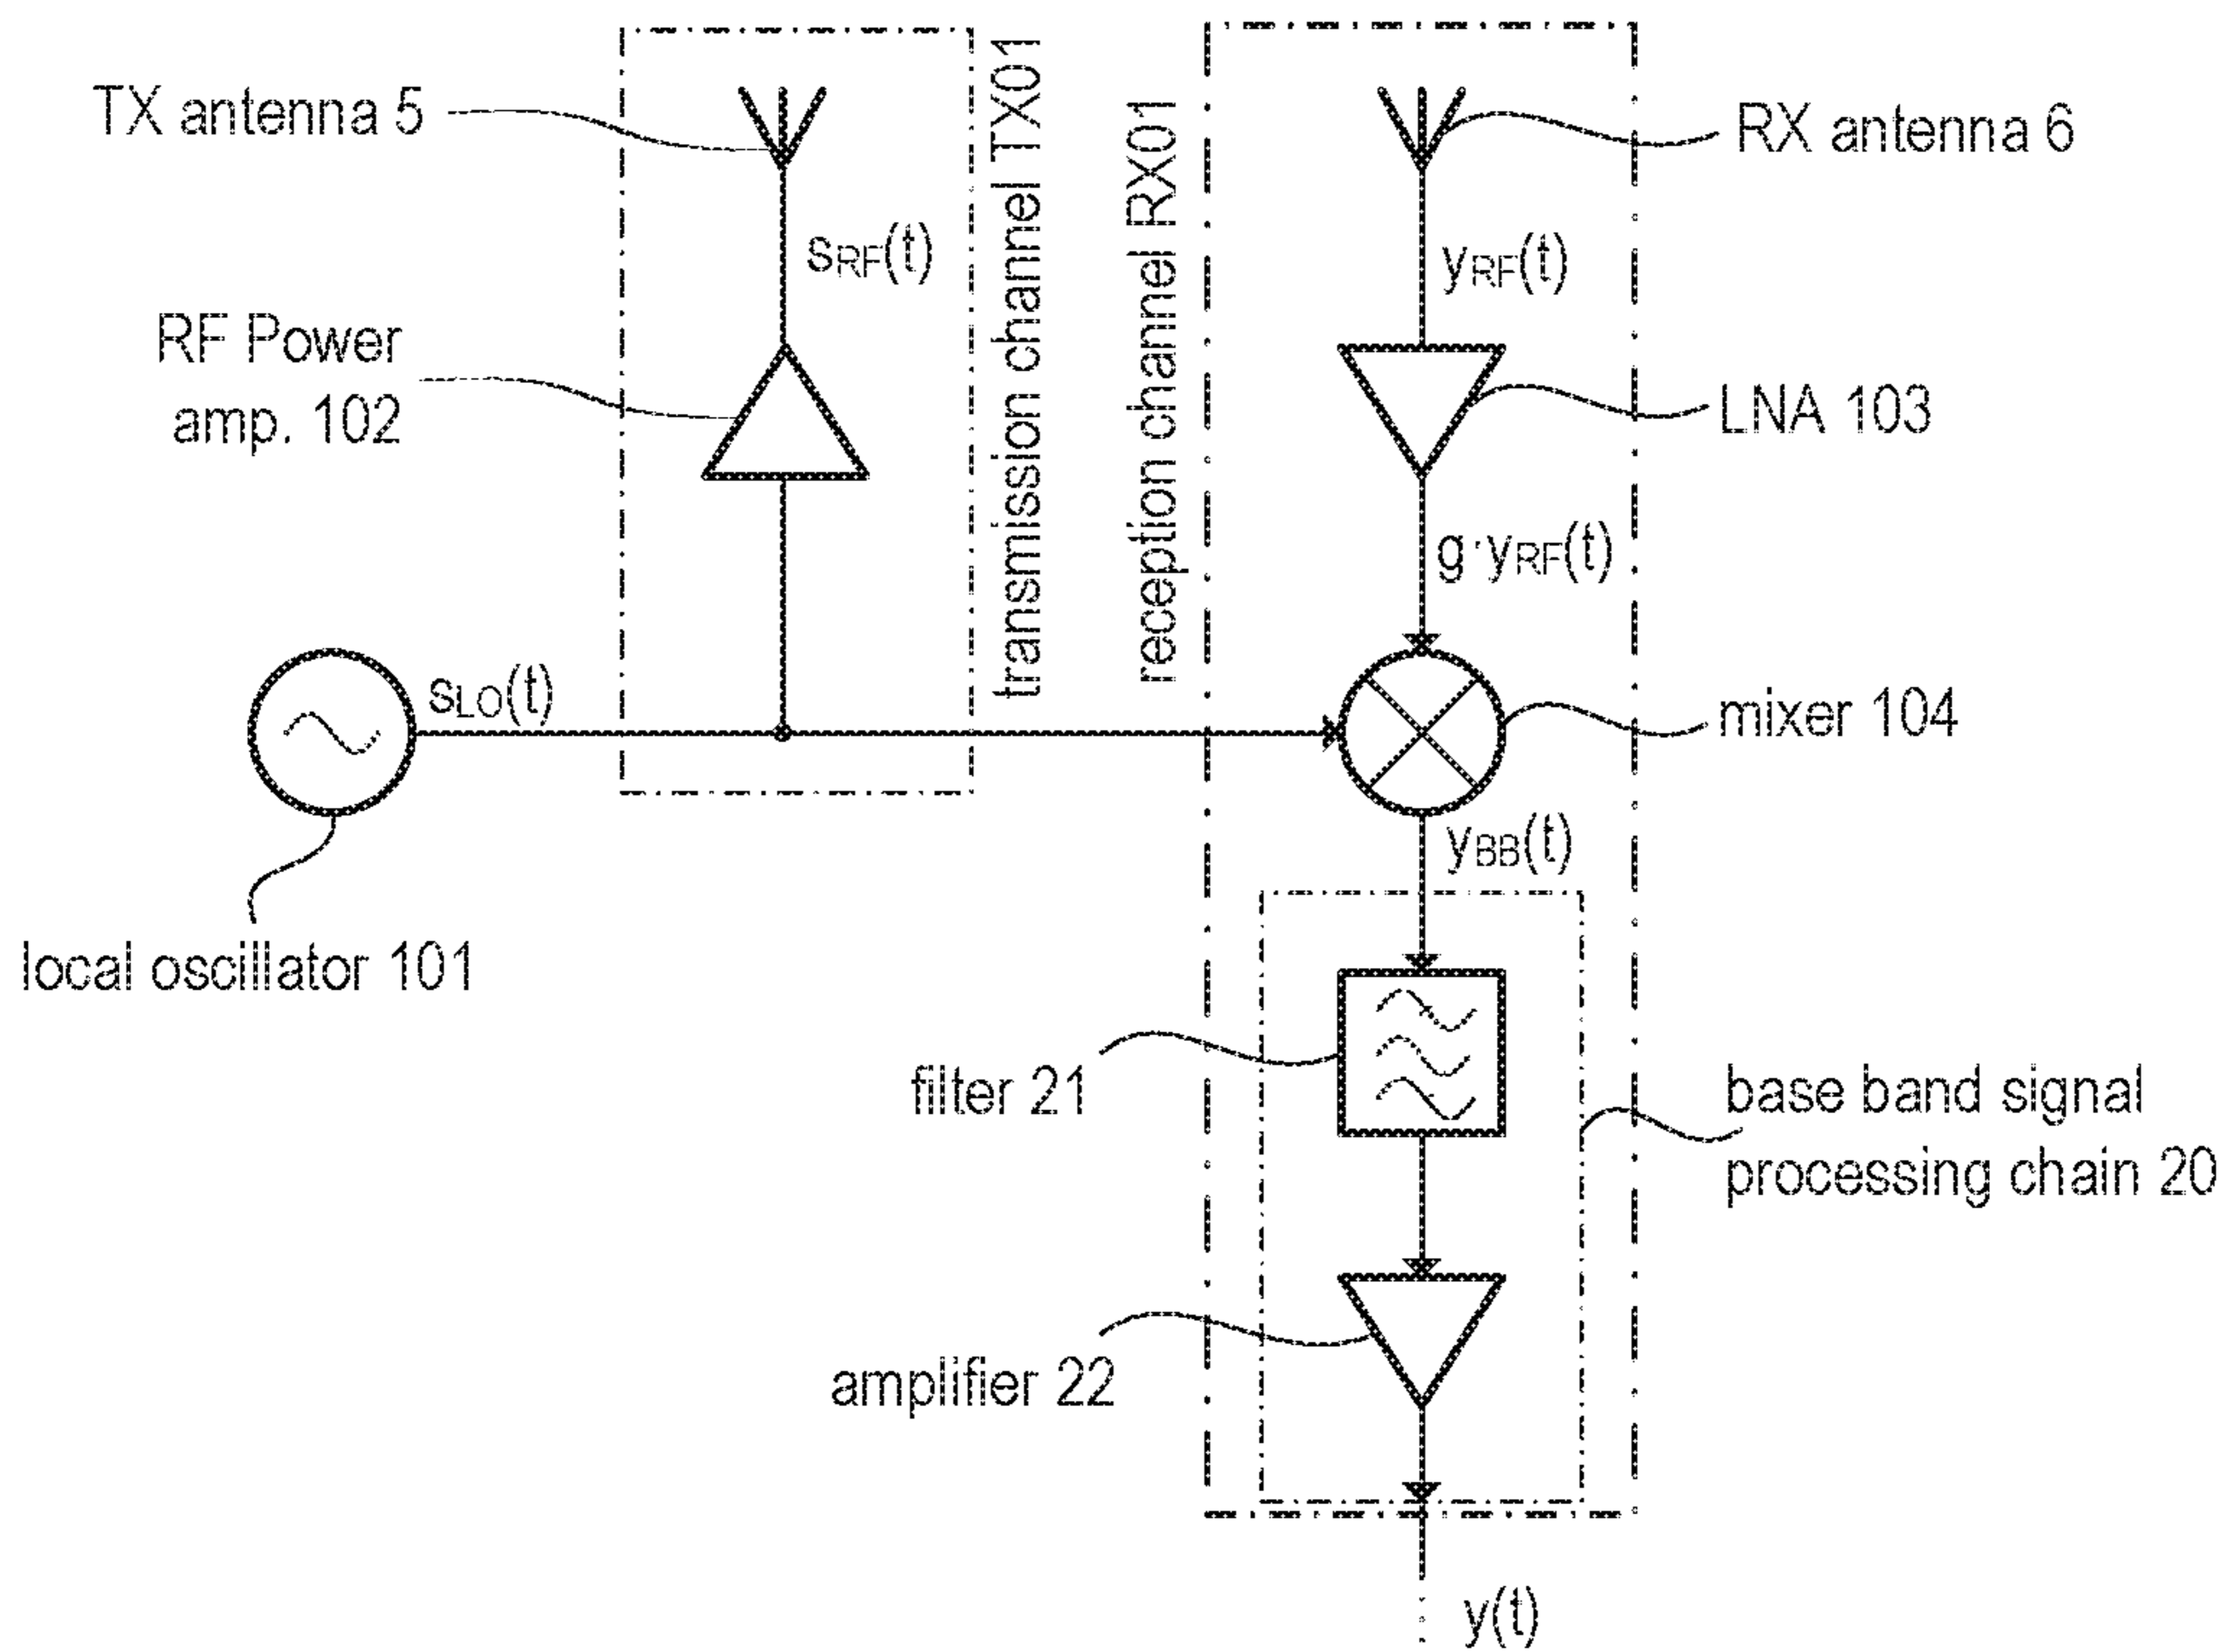 TX antenna 5
transmission channel TX01
reception channel RX01
RX antenna 6
sRF(t)
yRF(t)
RF Power
amp. 102
LNA 103
g·yRF(t)
sLO(t)
mixer 104
yBB(t)
local oscillator 101
filter 21
base band signal
processing chain 20
amplifier 22
y(t)